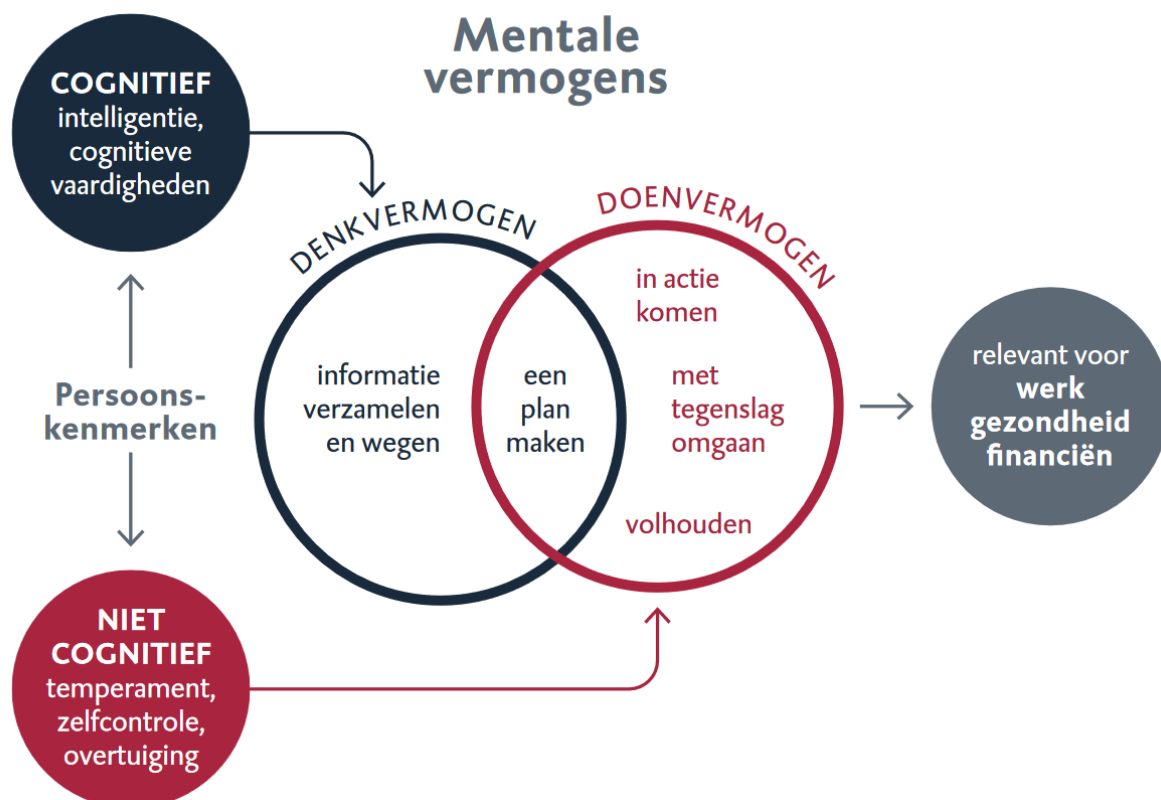 Mentale
vermogens
COGNITIEF
intelligentie,
cognitieve
vaardigheden
Persoons-
kenmerken
NIET
COGNITIEF
temperament,
zelfcontrole,
overtuiging
DENKVERMOGEN
informatie
verzamelen
en wegen
een
plan
maken
DOENVERMOGEN
in actie
komen
met
tegenslag
omgaan
volhouden
relevant voor
werk
gezondheid
financiën